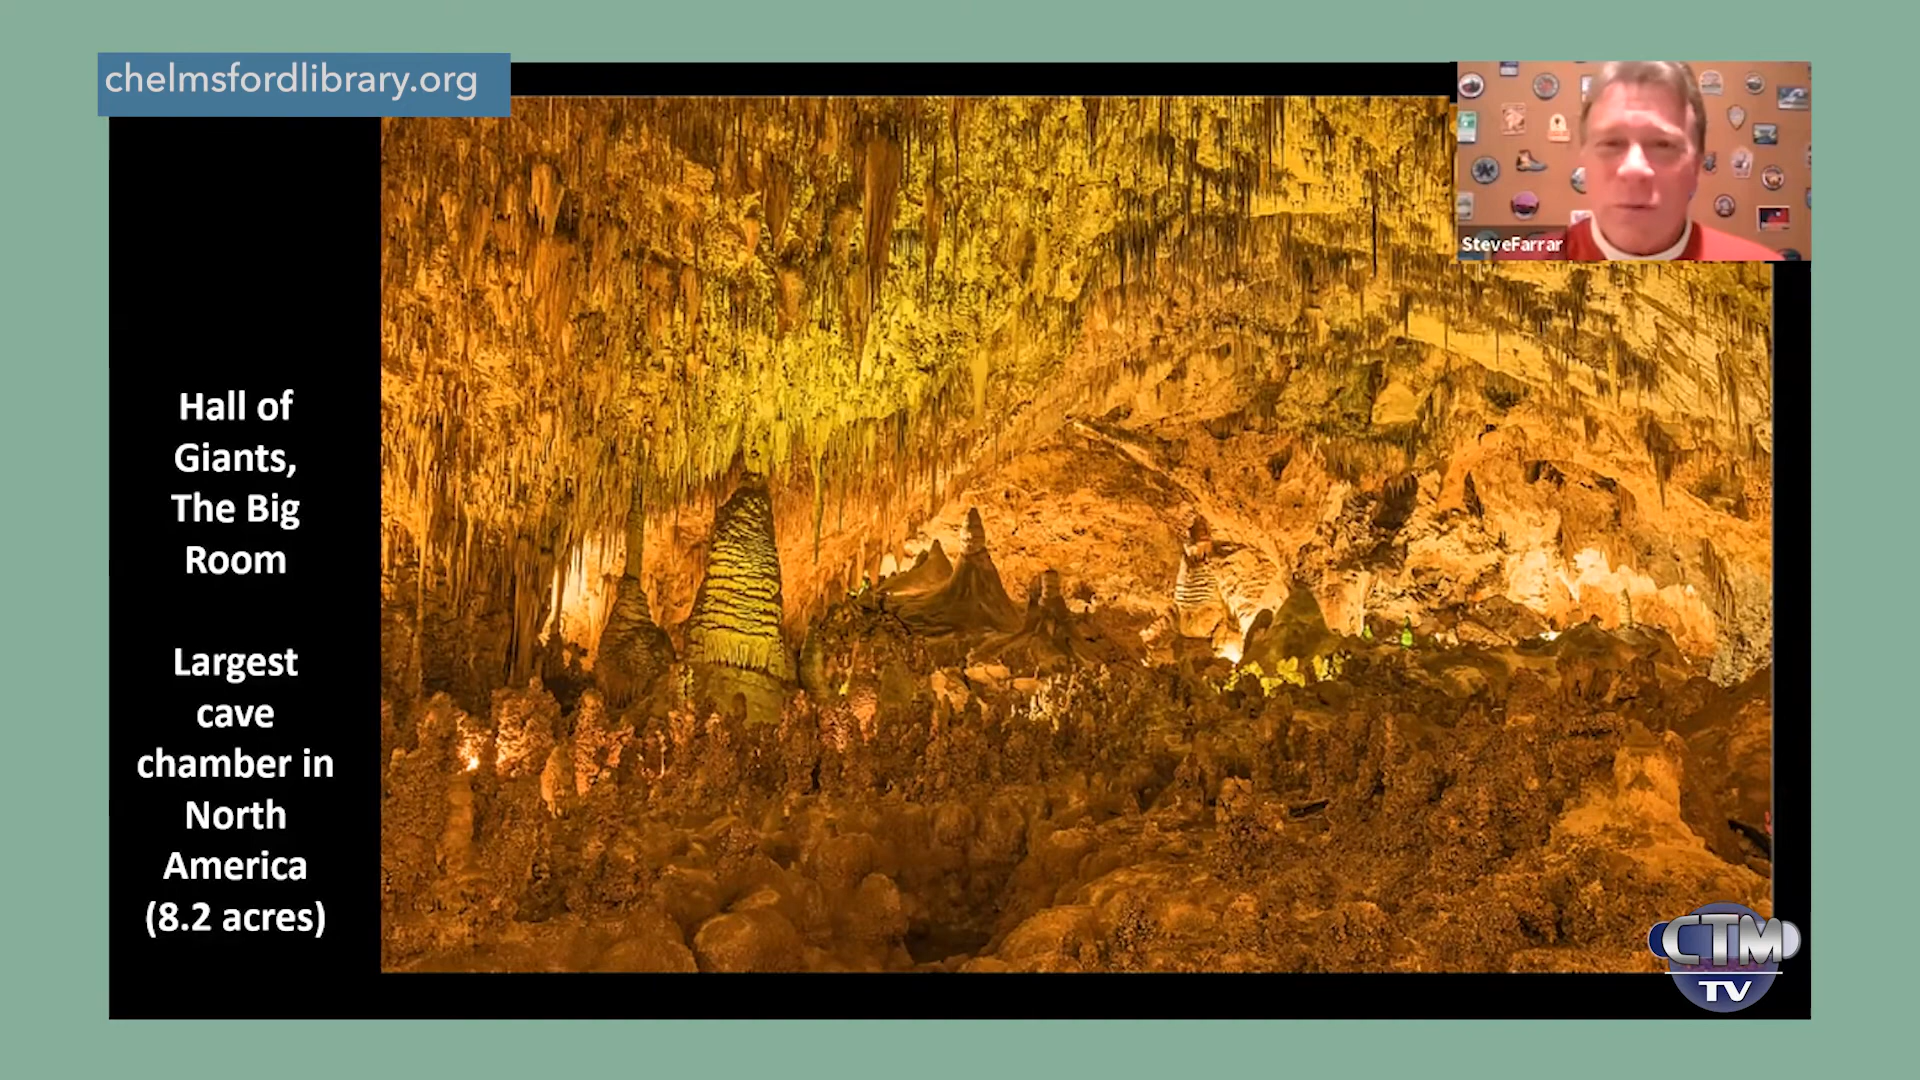 chelmsfordlibrary.org
SteveFarrar
Hall of
Giants,
The Big
Room
Largest
cave
chamber in
North
America
(8.2 acres)
CTM
TV